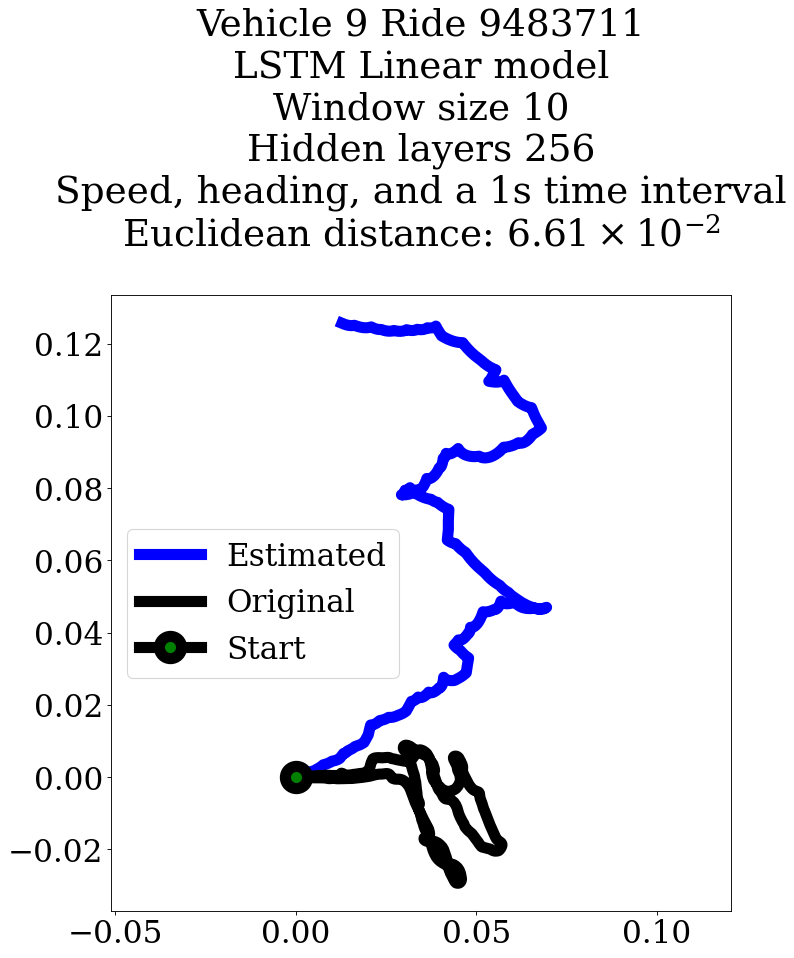 Vehicle 9 Ride 9483711
LSTM Linear model
Window size 10
Hidden layers 256
Speed, heading, and a 1s time interval
Euclidean distance: 6.61 × 10⁻²
0.12
0.10
0.08
0.06
0.04
0.02
0.00
−0.02
Estimated
Original
Start
−0.05
0.00
0.05
0.10